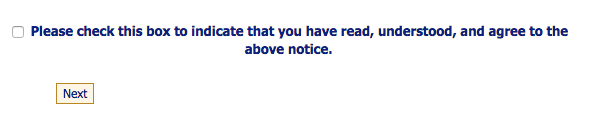 Please check this box to indicate that you have read, understood, and agree to the
above notice.
Next